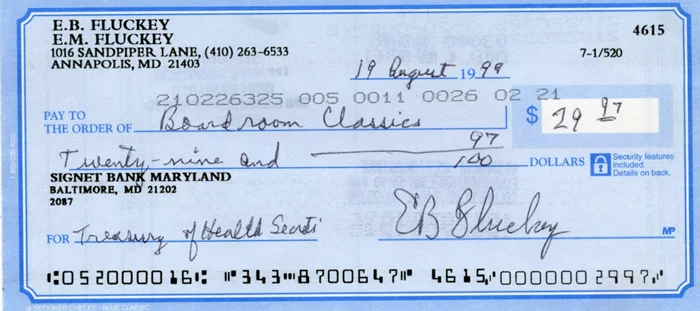 E.B. FLUCKEY
E.M. FLUCKEY
4615
1016 SANDPIPER LANE, (410) 263-6533
ANNAPOLIS, MD 21403
7-1/520
19 August 1999
210226325 005 0011 0026 02 21
PAY TO
THE ORDER OF Boardroom Classics $ 29 97
Twenty-nine and 97/100 DOLLARS
Security features
included.
Details on back.
SIGNET BANK MARYLAND
BALTIMORE, MD 21202
2087
FOR Treasury of Health Secrets EB Fluckey
MP
⑆052000016⑆ ⑈343⑉8700647⑈ 4615 ⑈0000002997⑈